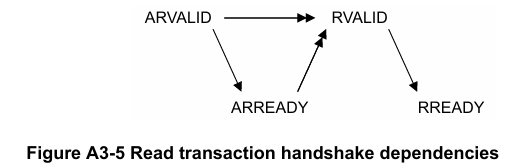 ARVALID RVALID
ARREADY RREADY
Figure A3-5 Read transaction handshake dependencies